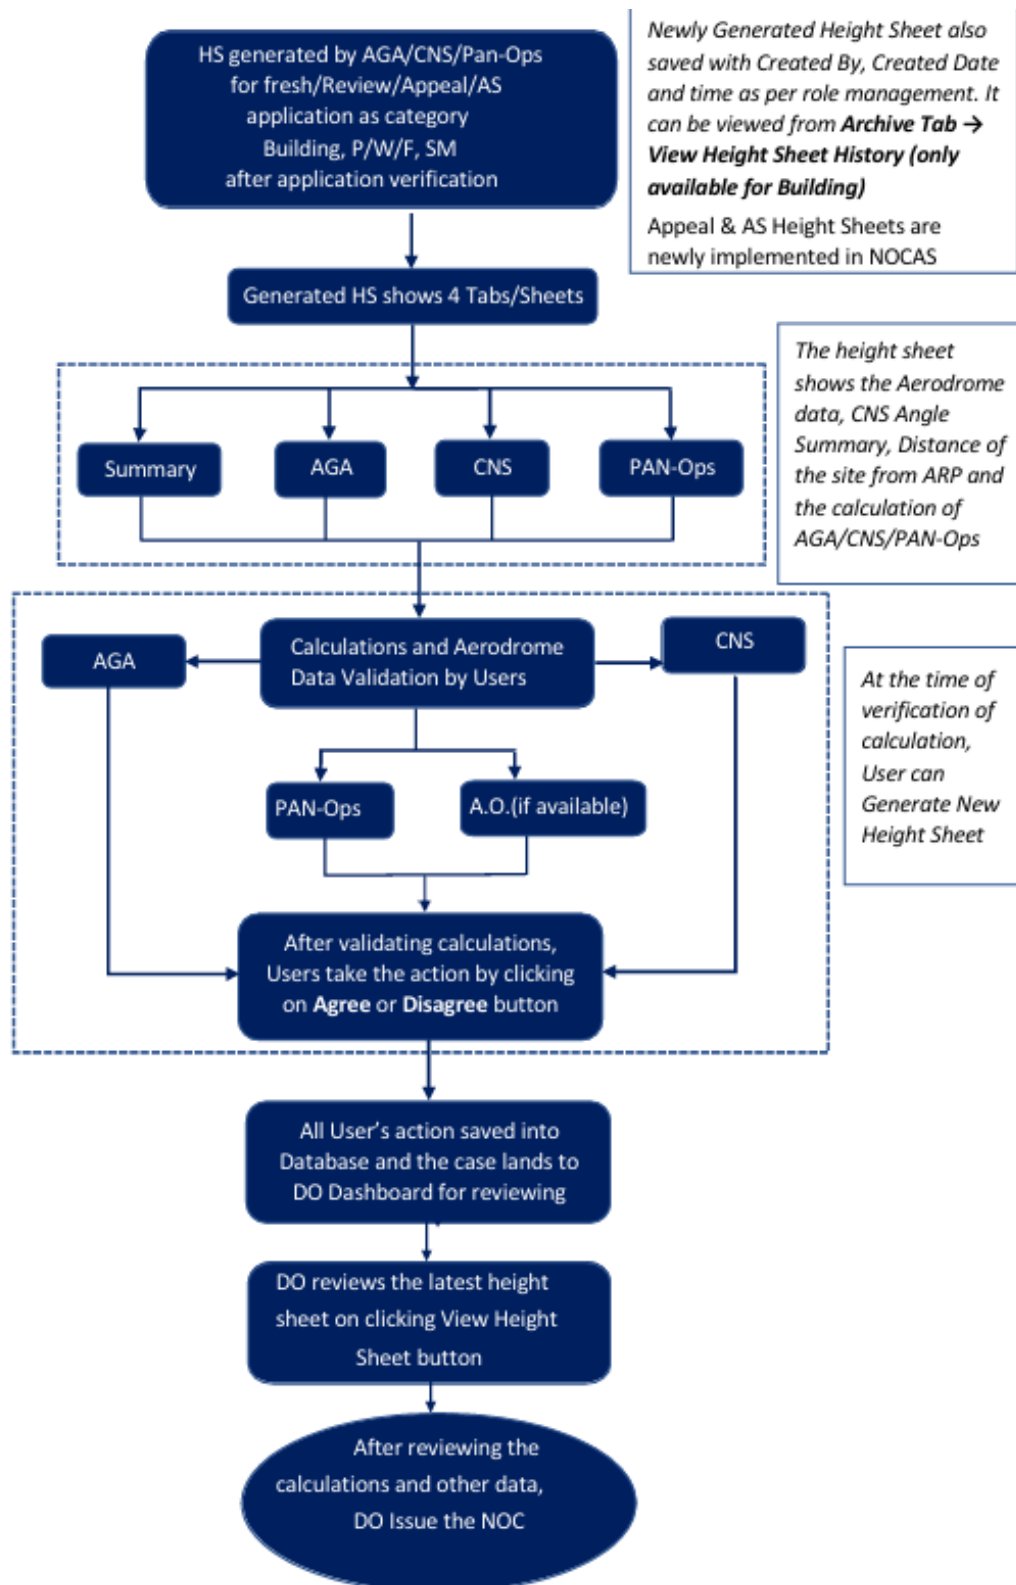 HS generated by AGA/CNS/Pan-Ops
for fresh/Review/Appeal/AS
application as category
Building, P/W/F, SM
after application verification
Newly Generated Height Sheet also
saved with Created By, Created Date
and time as per role management. It
can be viewed from Archive Tab →
View Height Sheet History (only
available for Building)
Appeal & AS Height Sheets are
newly implemented in NOCAS
Generated HS shows 4 Tabs/Sheets
The height sheet
shows the Aerodrome
data, CNS Angle
Summary, Distance of
the site from ARP and
the calculation of
AGA/CNS/PAN-Ops
Summary
AGA
CNS
PAN-Ops
AGA
Calculations and Aerodrome
Data Validation by Users
CNS
At the time of
verification of
calculation,
User can
Generate New
Height Sheet
PAN-Ops
A.O.(if available)
After validating calculations,
Users take the action by clicking
on Agree or Disagree button
All User's action saved into
Database and the case lands to
DO Dashboard for reviewing
DO reviews the latest height
sheet on clicking View Height
Sheet button
After reviewing the
calculations and other data,
DO Issue the NOC